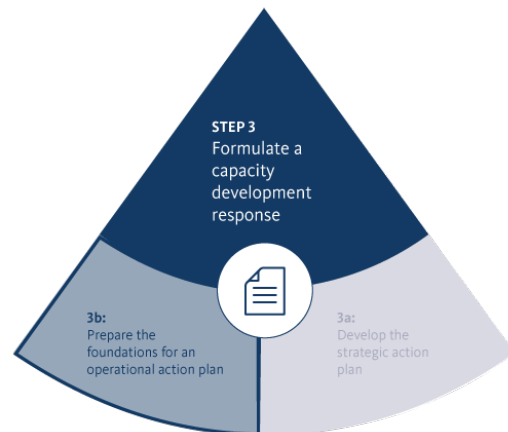 STEP 3
Formulate a
capacity
development
response
3b:
Prepare the
foundations for an
operational action plan
3a:
Develop the
strategic action
plan